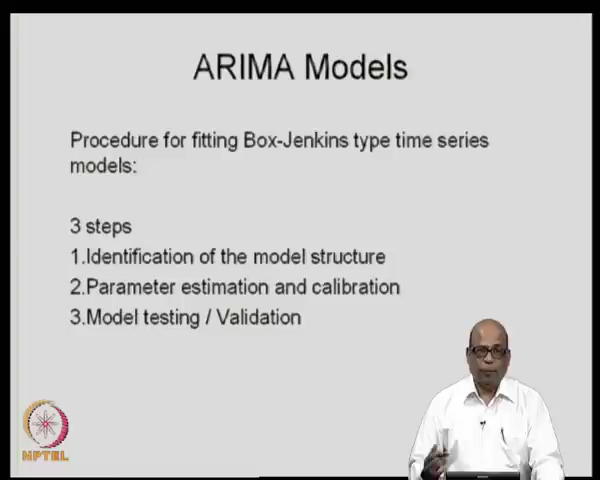 ARIMA Models
Procedure for fitting Box-Jenkins type time series
models:
3 steps
1.Identification of the model structure
2.Parameter estimation and calibration
3.Model testing / Validation
NPTEL